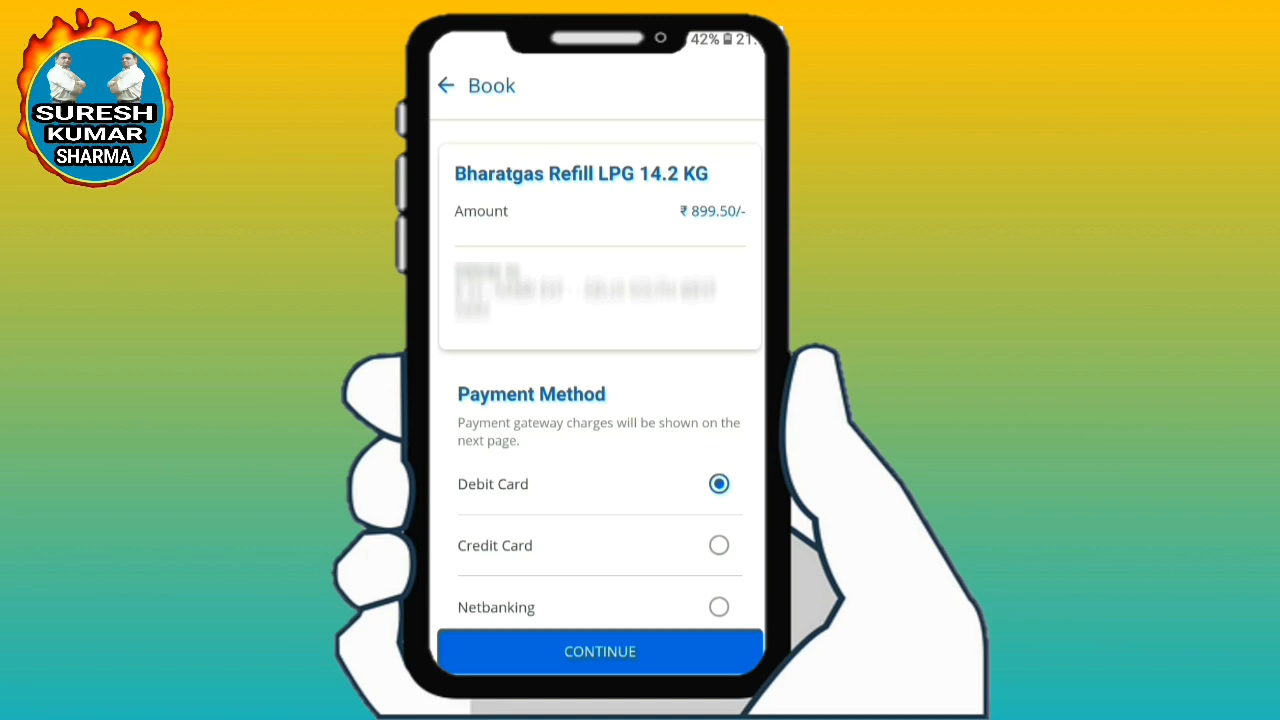 SURESH
KUMAR
SHARMA
42% 21:
Book
Bharatgas Refill LPG 14.2 KG
Amount ₹ 899.50/-
Payment Method
Payment gateway charges will be shown on the
next page.
Debit Card
Credit Card
Netbanking
CONTINUE